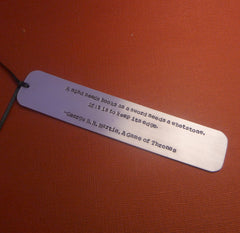 A mind needs books as a sword needs a whetstone,
if it is to keep its edge.
-George R. R. Martin, A Game of Thrones